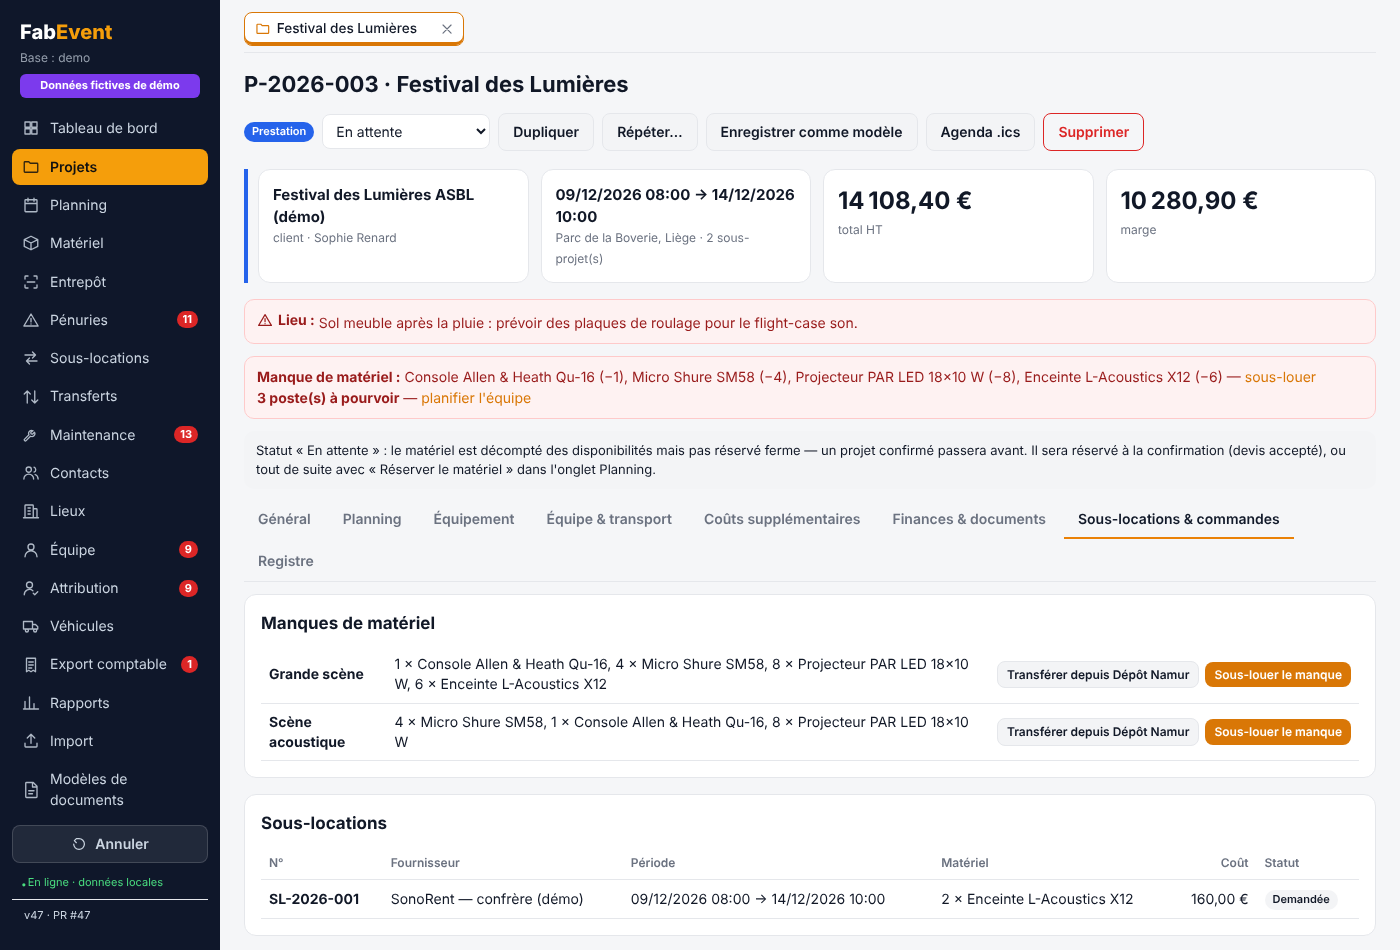 FabEvent
Base : demo
Données fictives de démo
Tableau de bord
Projets
Planning
Matériel
Entrepôt
Pénuries 11
Sous-locations
Transferts
Maintenance 13
Contacts
Lieux
Équipe 9
Attribution 9
Véhicules
Export comptable 1
Rapports
Import
Modèles de
documents
Annuler
En ligne · données locales
v47 · PR #47
Festival des Lumières
P-2026-003 · Festival des Lumières
Prestation En attente Dupliquer Répéter... Enregistrer comme modèle Agenda .ics Supprimer
Festival des Lumières ASBL
(démo)
client · Sophie Renard
09/12/2026 08:00 → 14/12/2026
10:00
Parc de la Boverie, Liège · 2 sous-
projet(s)
14 108,40 €
total HT
10 280,90 €
marge
Lieu : Sol meuble après la pluie : prévoir des plaques de roulage pour le flight-case son.
Manque de matériel : Console Allen & Heath Qu-16 (−1), Micro Shure SM58 (−4), Projecteur PAR LED 18×10 W (−8), Enceinte L-Acoustics X12 (−6) — sous-louer
3 poste(s) à pourvoir — planifier l'équipe
Statut « En attente » : le matériel est décompté des disponibilités mais pas réservé ferme — un projet confirmé passera avant. Il sera réservé à la confirmation (devis accepté), ou
tout de suite avec « Réserver le matériel » dans l'onglet Planning.
Général Planning Équipement Équipe & transport Coûts supplémentaires Finances & documents Sous-locations & commandes
Registre
Manques de matériel
Grande scène
1 × Console Allen & Heath Qu-16, 4 × Micro Shure SM58, 8 × Projecteur PAR LED 18×10
W, 6 × Enceinte L-Acoustics X12
Transférer depuis Dépôt Namur Sous-louer le manque
Scène
acoustique
4 × Micro Shure SM58, 1 × Console Allen & Heath Qu-16, 8 × Projecteur PAR LED 18×10
W
Transférer depuis Dépôt Namur Sous-louer le manque
Sous-locations
N° Fournisseur Période Matériel Coût Statut
SL-2026-001 SonoRent — confrère (démo) 09/12/2026 08:00 → 14/12/2026 10:00 2 × Enceinte L-Acoustics X12 160,00 € Demandée